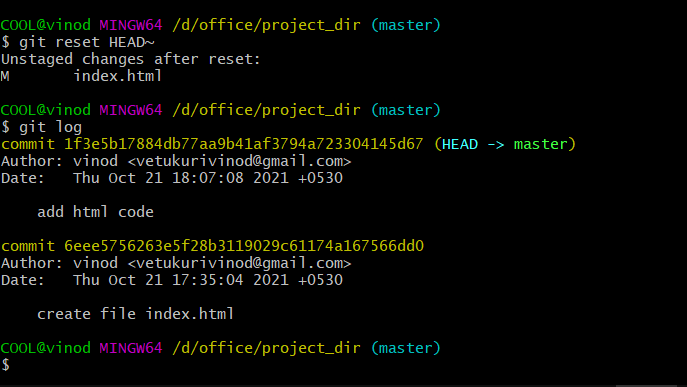 COOL@vinod MINGW64 /d/office/project_dir (master)
$ git reset HEAD~
Unstaged changes after reset:
M       index.html
COOL@vinod MINGW64 /d/office/project_dir (master)
$ git log
commit 1f3e5b17884db77aa9b41af3794a723304145d67 (HEAD -> master)
Author: vinod <vetukurivinod@gmail.com>
Date:   Thu Oct 21 18:07:08 2021 +0530
    add html code
commit 6eee5756263e5f28b3119029c61174a167566dd0
Author: vinod <vetukurivinod@gmail.com>
Date:   Thu Oct 21 17:35:04 2021 +0530
    create file index.html
COOL@vinod MINGW64 /d/office/project_dir (master)
$